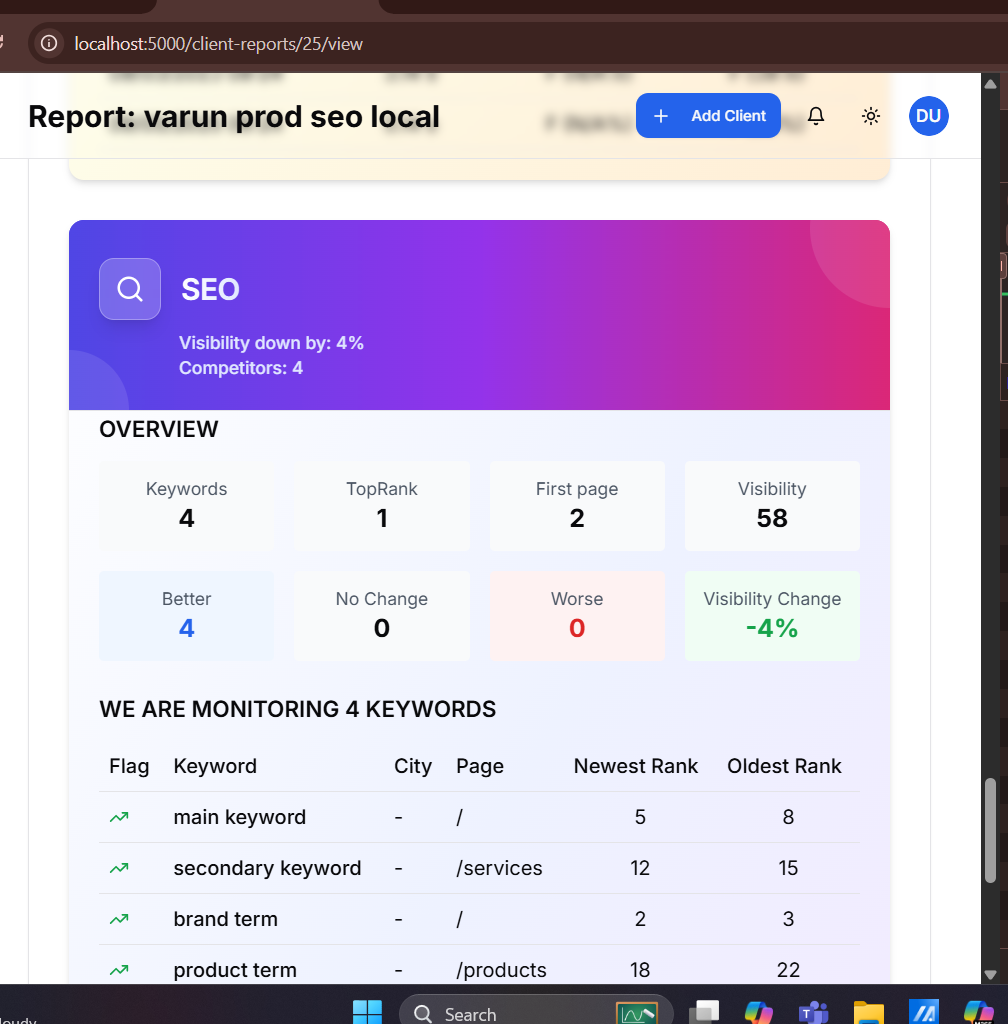 localhost:5000/client-reports/25/view
Report: varun prod seo local
+ Add Client
DU
SEO
Visibility down by: 4%
Competitors: 4
OVERVIEW
Keywords TopRank First page Visibility
4 1 2 58
Better No Change Worse Visibility Change
4 0 0 -4%
WE ARE MONITORING 4 KEYWORDS
Flag Keyword City Page Newest Rank Oldest Rank
main keyword - / 5 8
secondary keyword - /services 12 15
brand term - / 2 3
product term - /products 18 22
Search